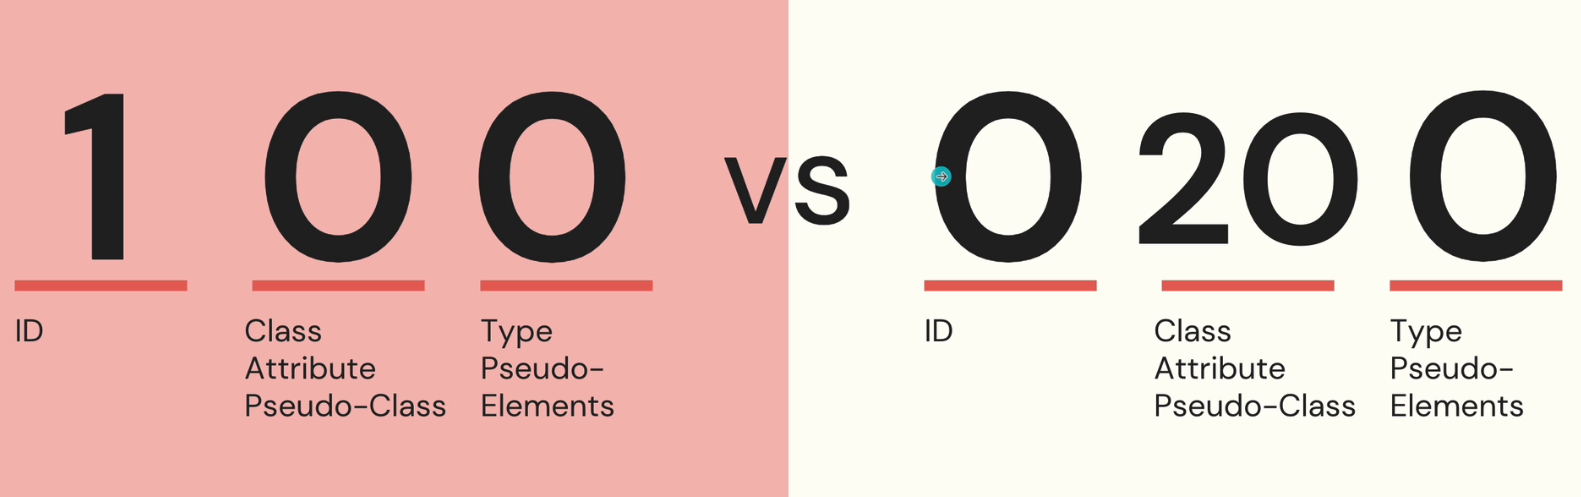 1 0 0 vs 0 20 0
ID
Class
Attribute
Pseudo-Class
Type
Pseudo-
Elements
ID
Class
Attribute
Pseudo-Class
Type
Pseudo-
Elements